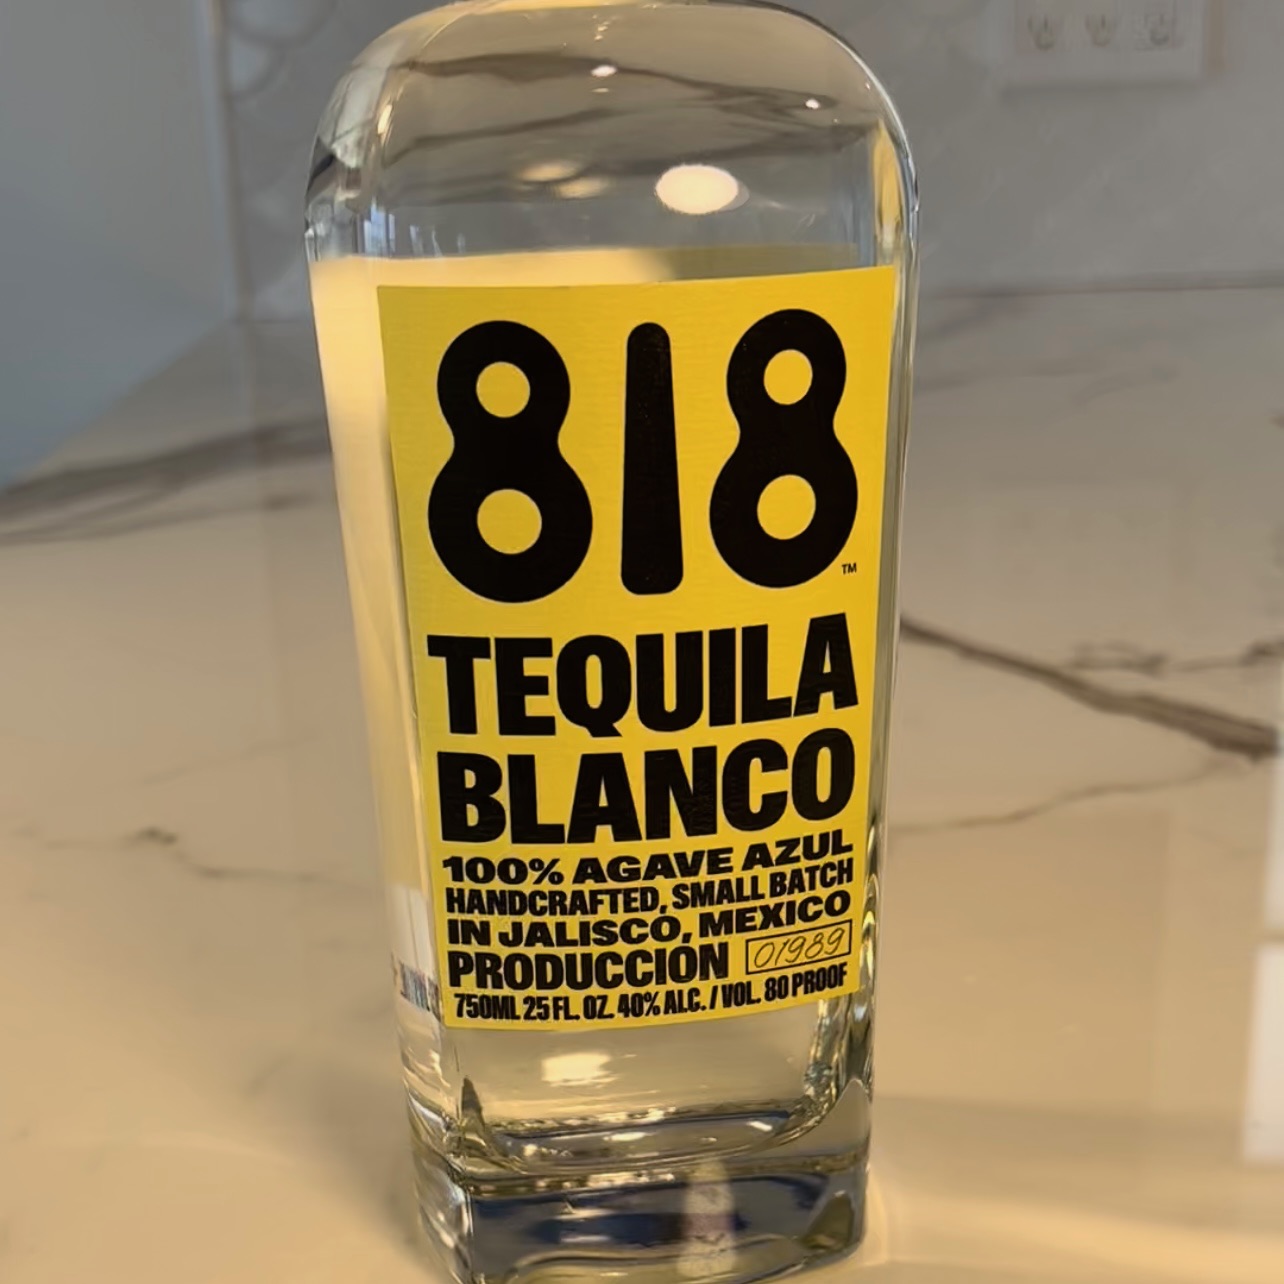 818
TM
TEQUILA
BLANCO
100% AGAVE AZUL
HANDCRAFTED, SMALL BATCH
IN JALISCO, MEXICO
PRODUCCIÓN 01989
750ML 25 FL. OZ. 40% ALC. / VOL. 80 PROOF